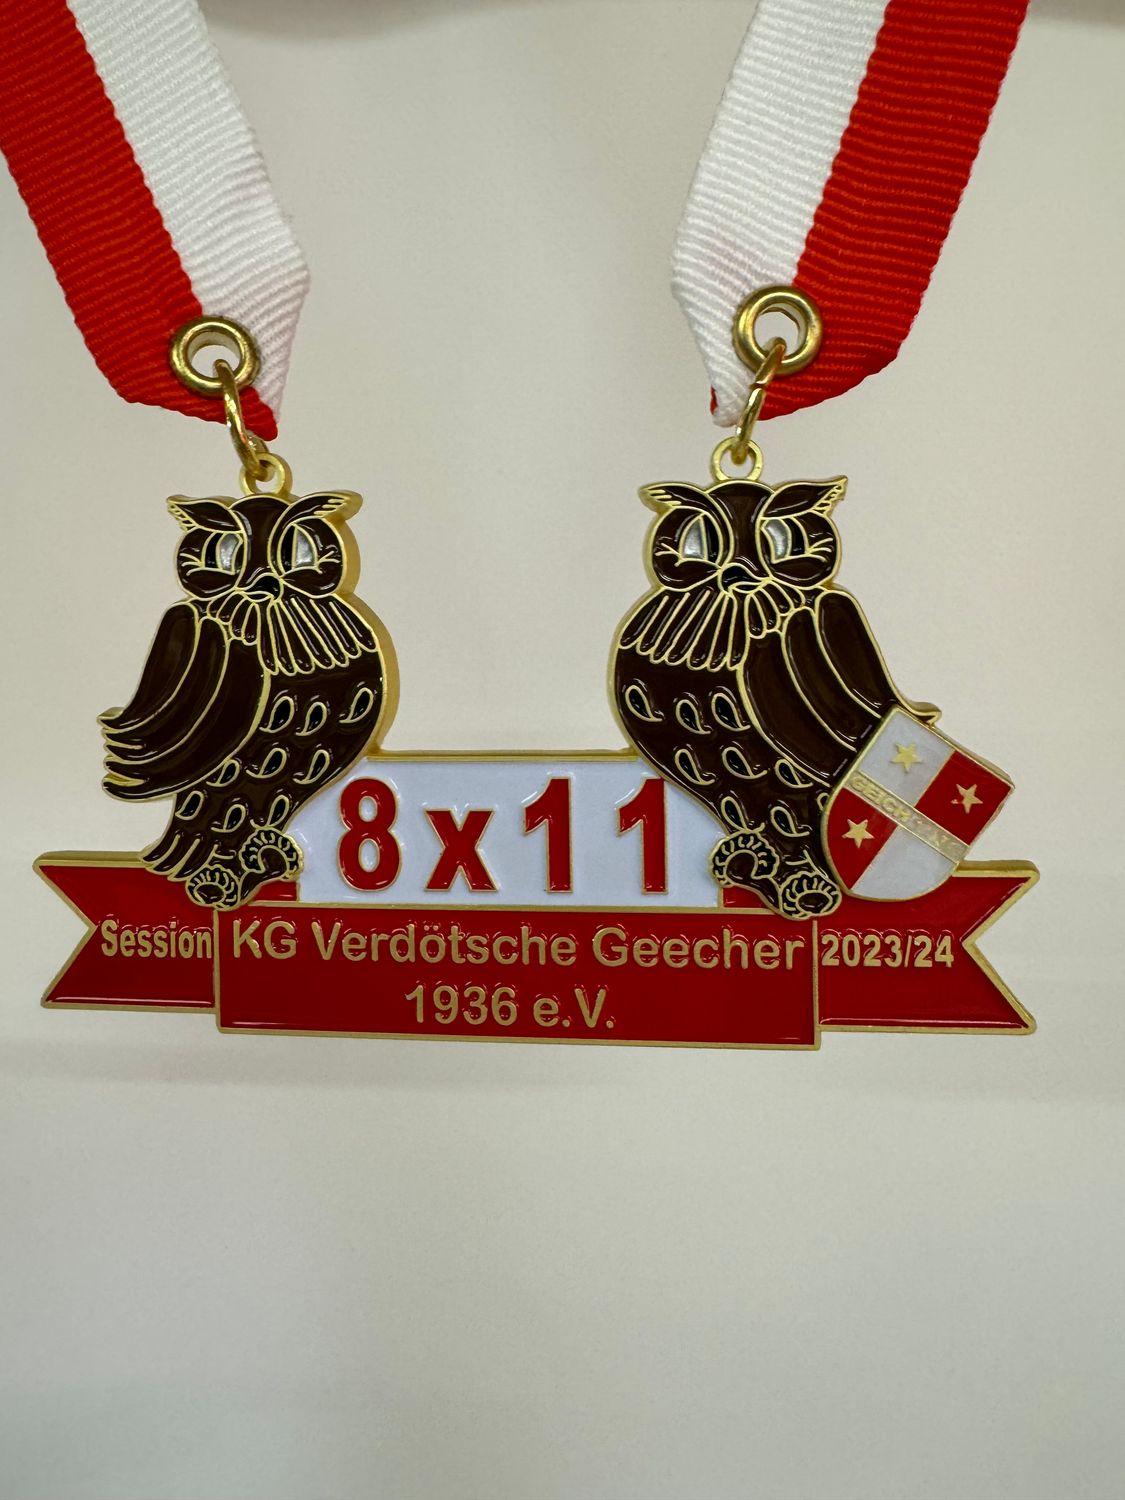 8 x 11
Session KG Verdötsche Geecher 2023/24
1936 e.V.